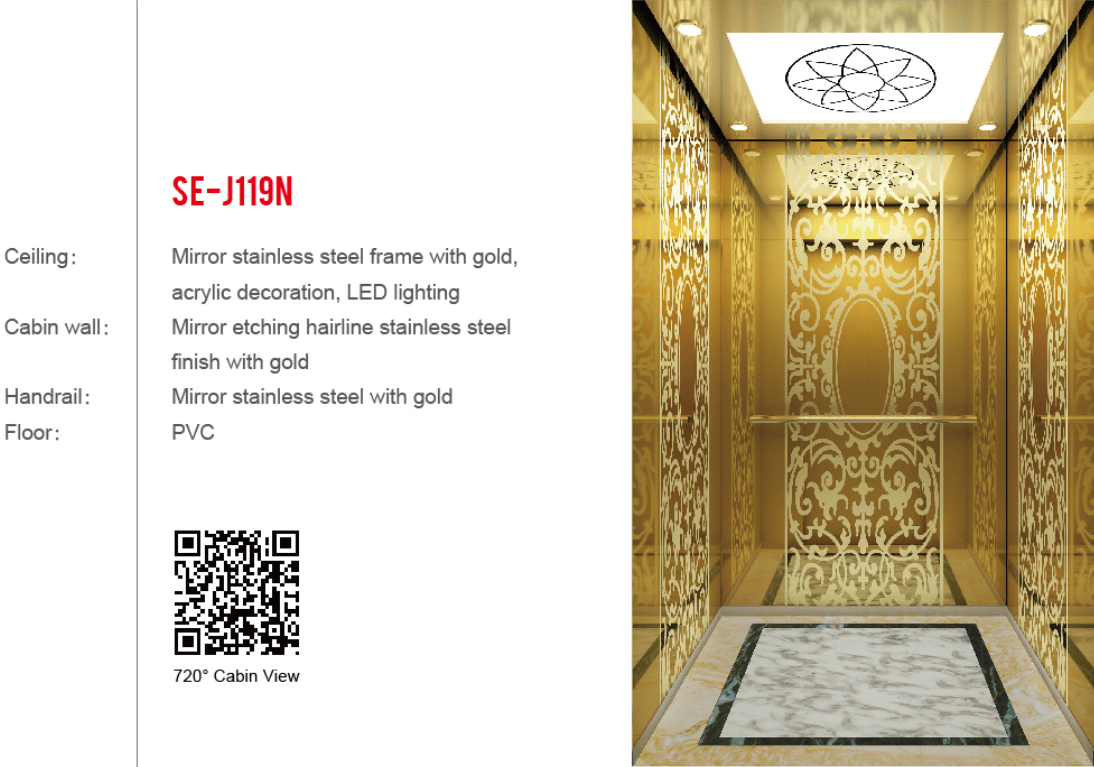 SE-J119N
Ceiling: Mirror stainless steel frame with gold,
acrylic decoration, LED lighting
Cabin wall: Mirror etching hairline stainless steel
finish with gold
Handrail: Mirror stainless steel with gold
Floor: PVC
720° Cabin View